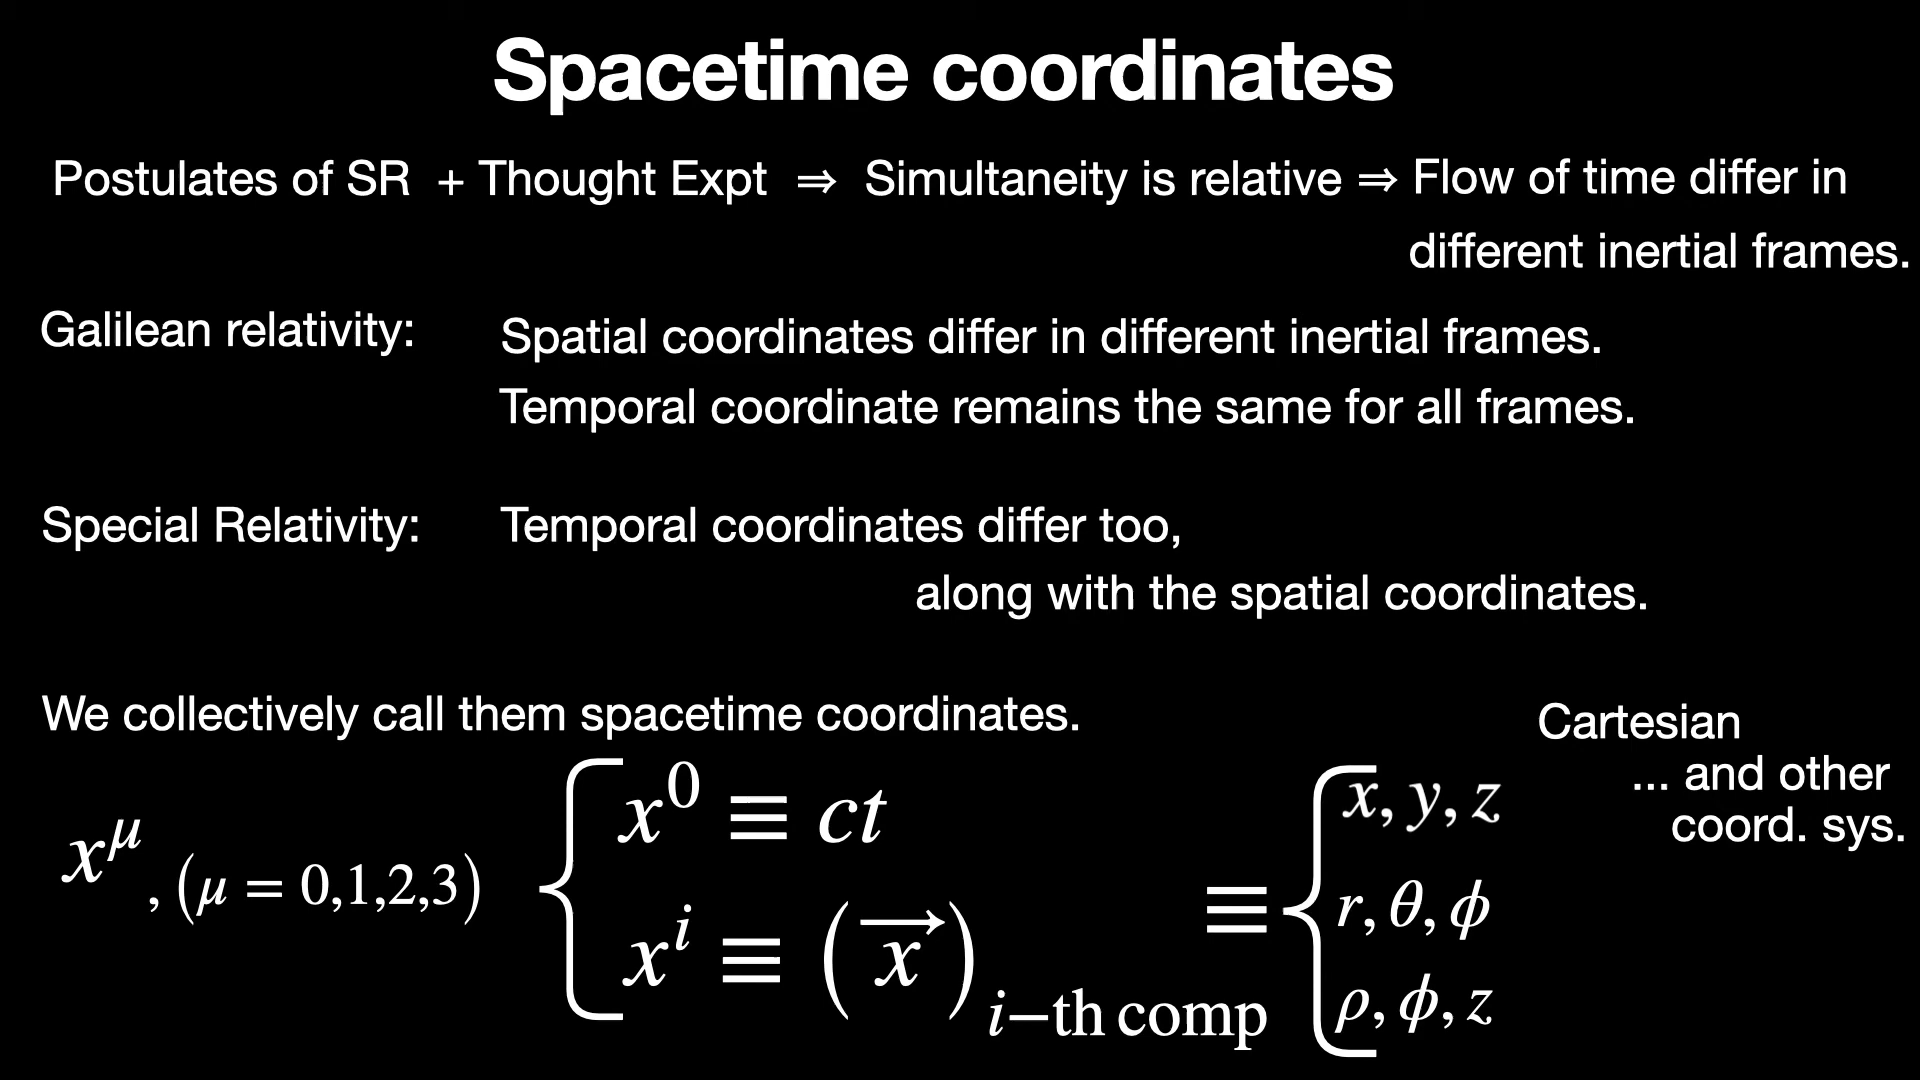 Spacetime coordinates
Postulates of SR + Thought Expt ⇒ Simultaneity is relative ⇒ Flow of time differ in
different inertial frames.
Galilean relativity: Spatial coordinates differ in different inertial frames.
Temporal coordinate remains the same for all frames.
Special Relativity: Temporal coordinates differ too,
along with the spatial coordinates.
We collectively call them spacetime coordinates.
x^μ, (μ = 0,1,2,3)
x^0 ≡ ct
x^i ≡ (x⃗)_{i−th comp} ≡
x, y, z
r, θ, ϕ
ρ, ϕ, z
Cartesian
... and other
coord. sys.